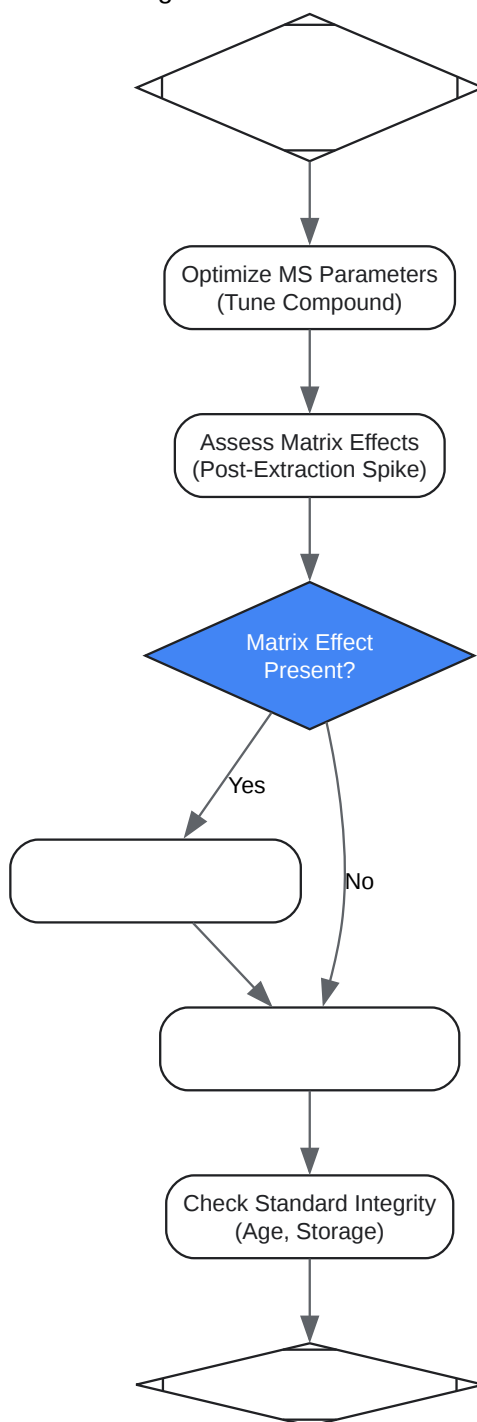 Optimize MS Parameters
(Tune Compound)
Assess Matrix Effects
(Post-Extraction Spike)
Matrix Effect
Present?
Yes
No
Check Standard Integrity
(Age, Storage)